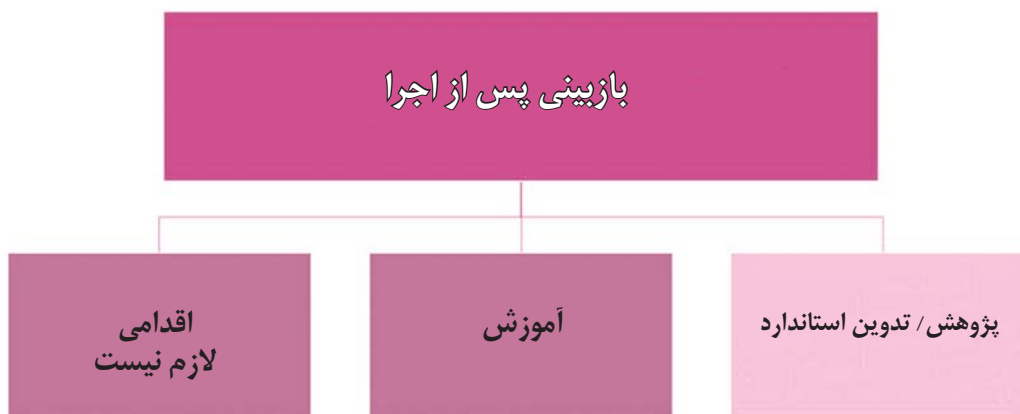 بازبینی پس از اجرا
پژوهش/ تدوین استاندارد
آموزش
اقدامی
لازم نیست